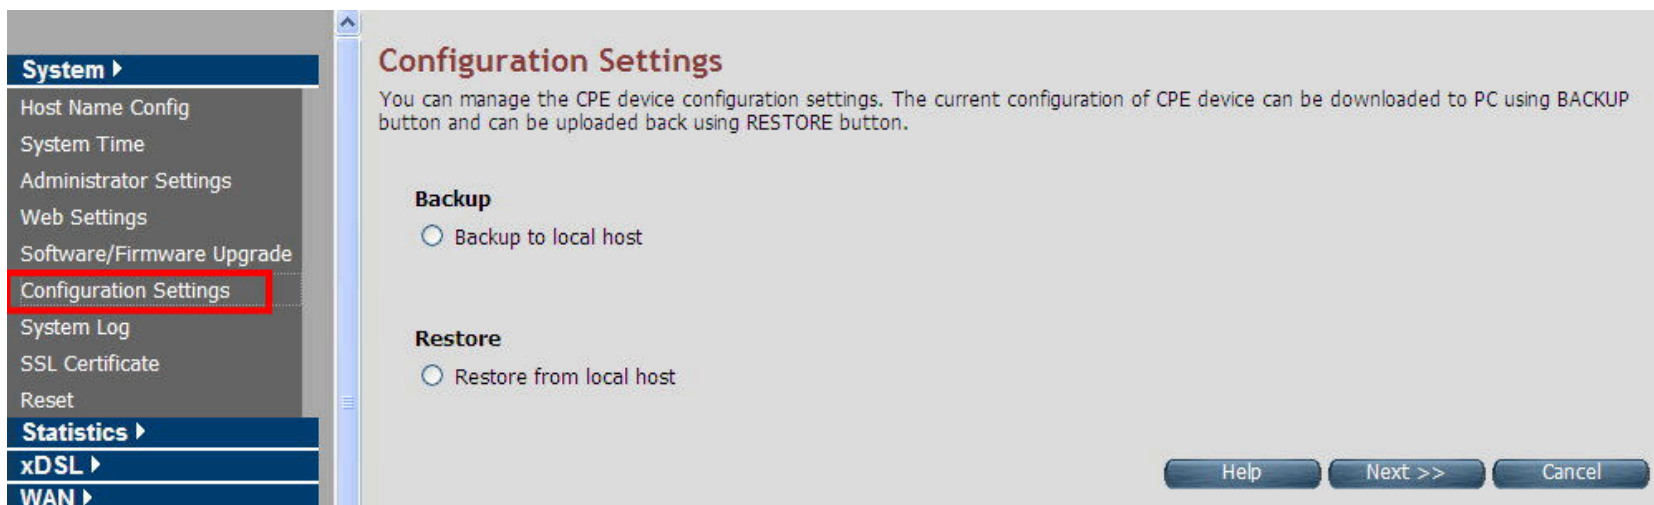 System
Host Name Config
System Time
Administrator Settings
Web Settings
Software/Firmware Upgrade
Configuration Settings
System Log
SSL Certificate
Reset
Statistics
xDSL
WAN
Configuration Settings
You can manage the CPE device configuration settings. The current configuration of CPE device can be downloaded to PC using BACKUP
button and can be uploaded back using RESTORE button.
Backup
Backup to local host
Restore
Restore from local host
Help
Next >>
Cancel